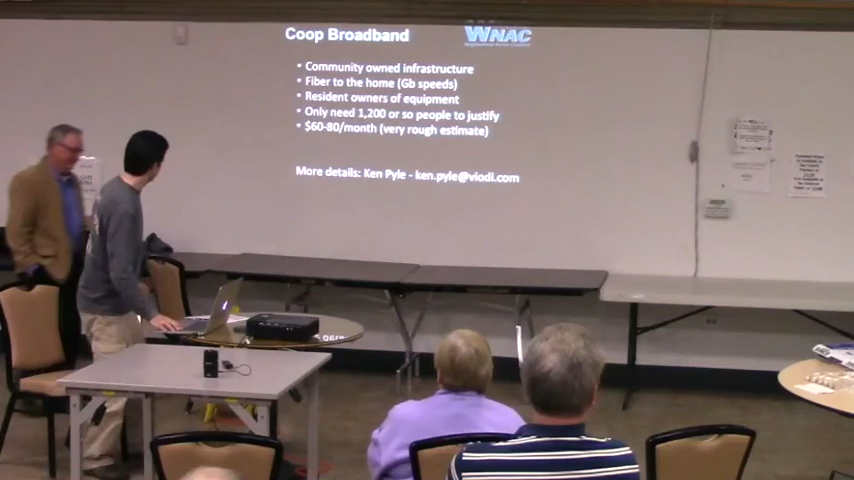 Coop Broadband
WNAC
• Community owned infrastructure
• Fiber to the home (Gb speeds)
• Resident owners of equipment
• Only need 1,200 or so people to justify
• $60-80/month (very rough estimate)
More details: Ken Pyle - ken.pyle@viodi.com